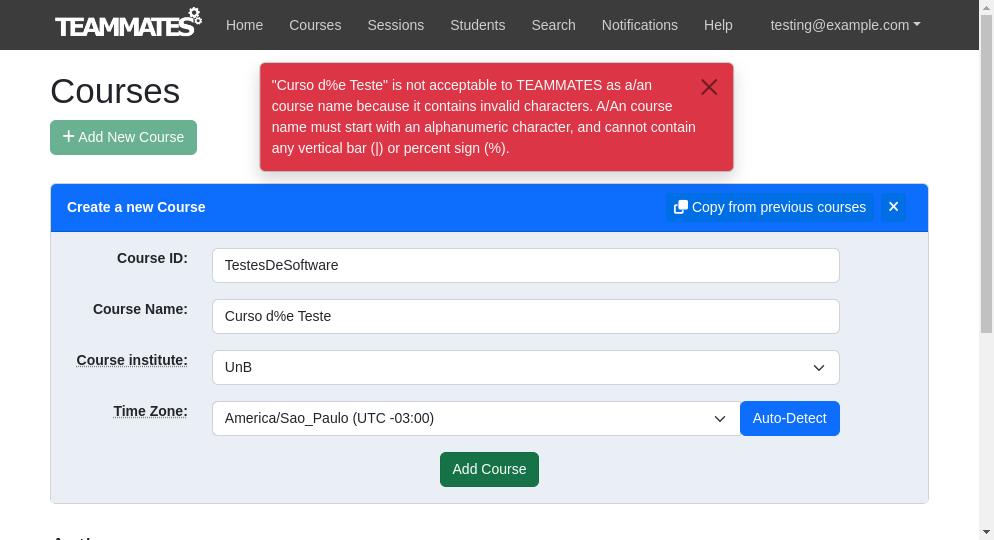 TEAMMATES Home Courses Sessions Students Search Notifications Help testing@example.com
Courses
Add New Course
"Curso d%e Teste" is not acceptable to TEAMMATES as a/an
course name because it contains invalid characters. A/An course
name must start with an alphanumeric character, and cannot contain
any vertical bar (|) or percent sign (%).
Create a new Course Copy from previous courses
Course ID: TestesDeSoftware
Course Name: Curso d%e Teste
Course institute: UnB
Time Zone: America/Sao_Paulo (UTC -03:00) Auto-Detect
Add Course